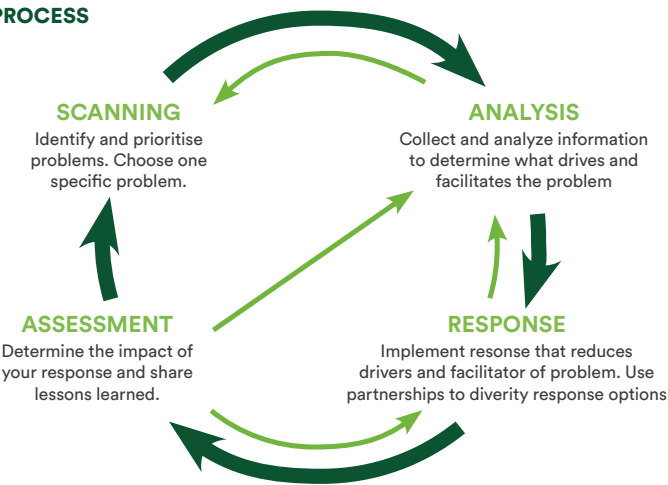 PROCESS
SCANNING
Identify and prioritise
problems. Choose one
specific problem.
ANALYSIS
Collect and analyze information
to determine what drives and
facilitates the problem
ASSESSMENT
Determine the impact of
your response and share
lessons learned.
RESPONSE
Implement resonse that reduces
drivers and facilitator of problem. Use
partnerships to diverity response options